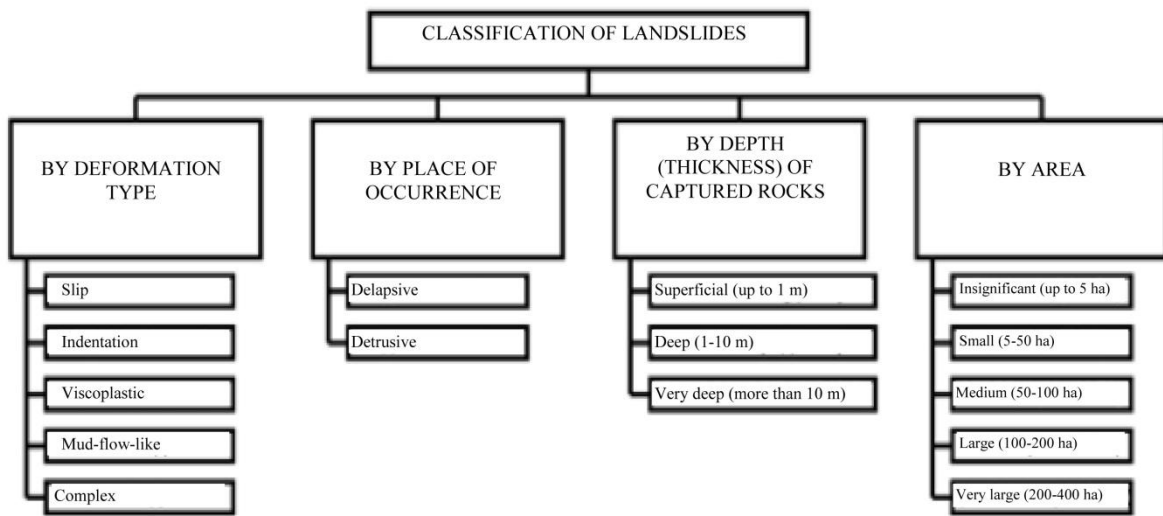 CLASSIFICATION OF LANDSLIDES
BY DEFORMATION
TYPE
Slip
Indentation
Viscoplastic
Mud-flow-like
Complex
BY PLACE OF
OCCURRENCE
Delapsive
Detrusive
BY DEPTH
(THICKNESS) OF
CAPTURED ROCKS
Superficial (up to 1 m)
Deep (1-10 m)
Very deep (more than 10 m)
BY AREA
Insignificant (up to 5 ha)
Small (5-50 ha)
Medium (50-100 ha)
Large (100-200 ha)
Very large (200-400 ha)